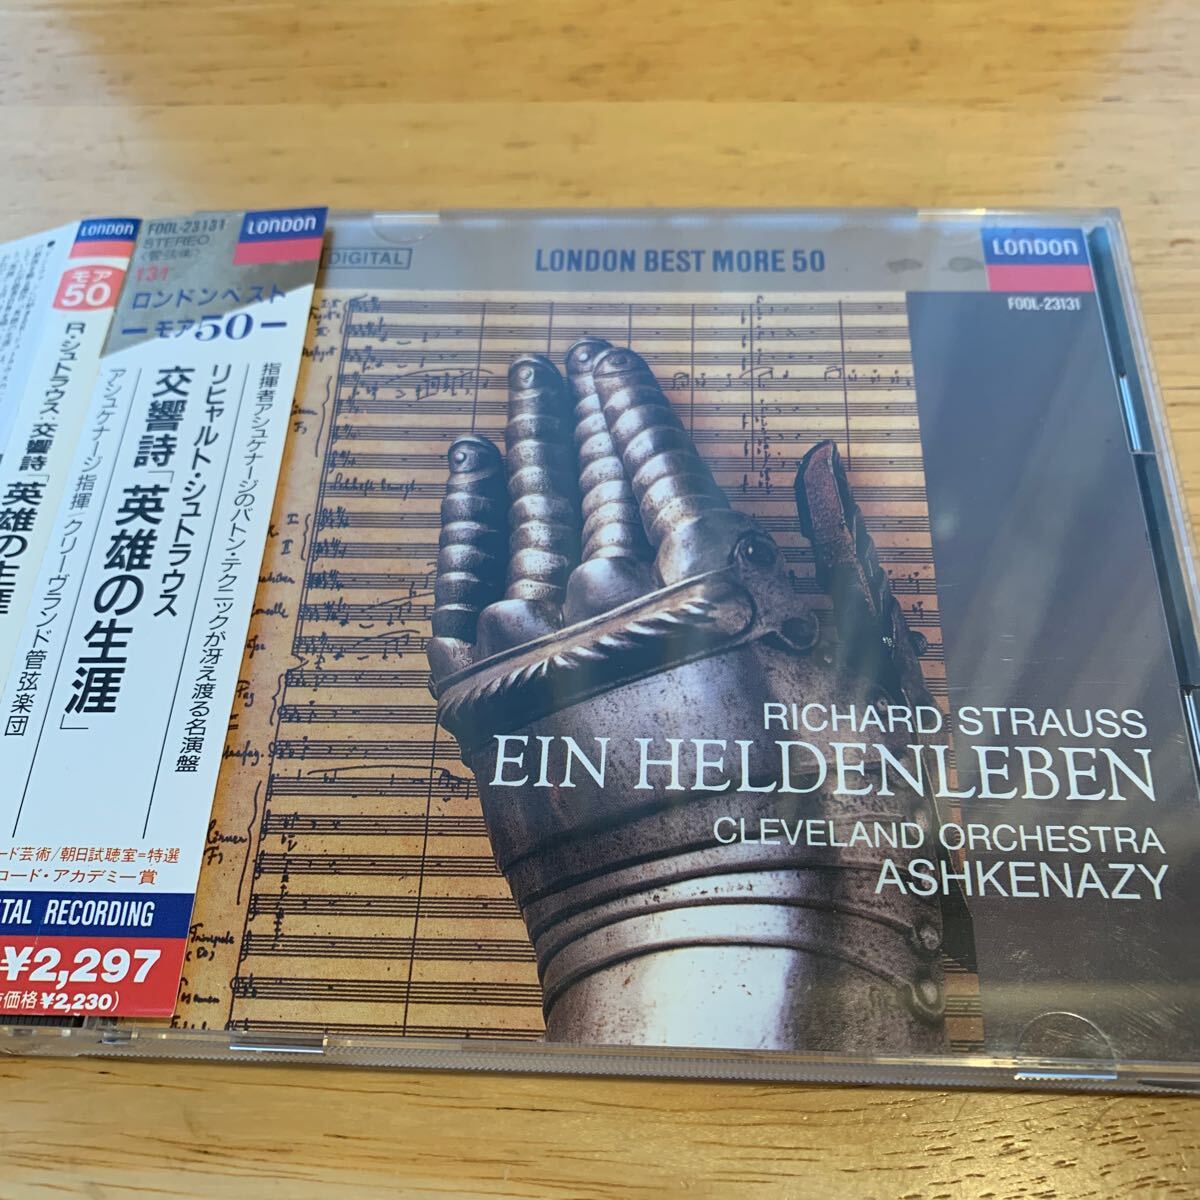 LONDON
モア
50
R・シュトラウス:交響詩「英雄の生涯
FOOL-23131
STEREO
〈管弦楽〉
131
LONDON
ロンドンベスト
ーモア50ー
指揮者アシュケナージのバトン・テクニックが冴え渡る名演盤
リヒャルト・シュトラウス
交響詩「英雄の生涯」
アシュケナージ指揮 クリーヴランド管弦楽団
ード芸術/朝日試聴室=特選
コード・アカデミー賞
TAL RECORDING
¥2,297
価格¥2,230)
DIGITAL
LONDON BEST MORE 50
LONDON
FOOL-23131
RICHARD STRAUSS
EIN HELDENLEBEN
CLEVELAND ORCHESTRA
ASHKENAZY